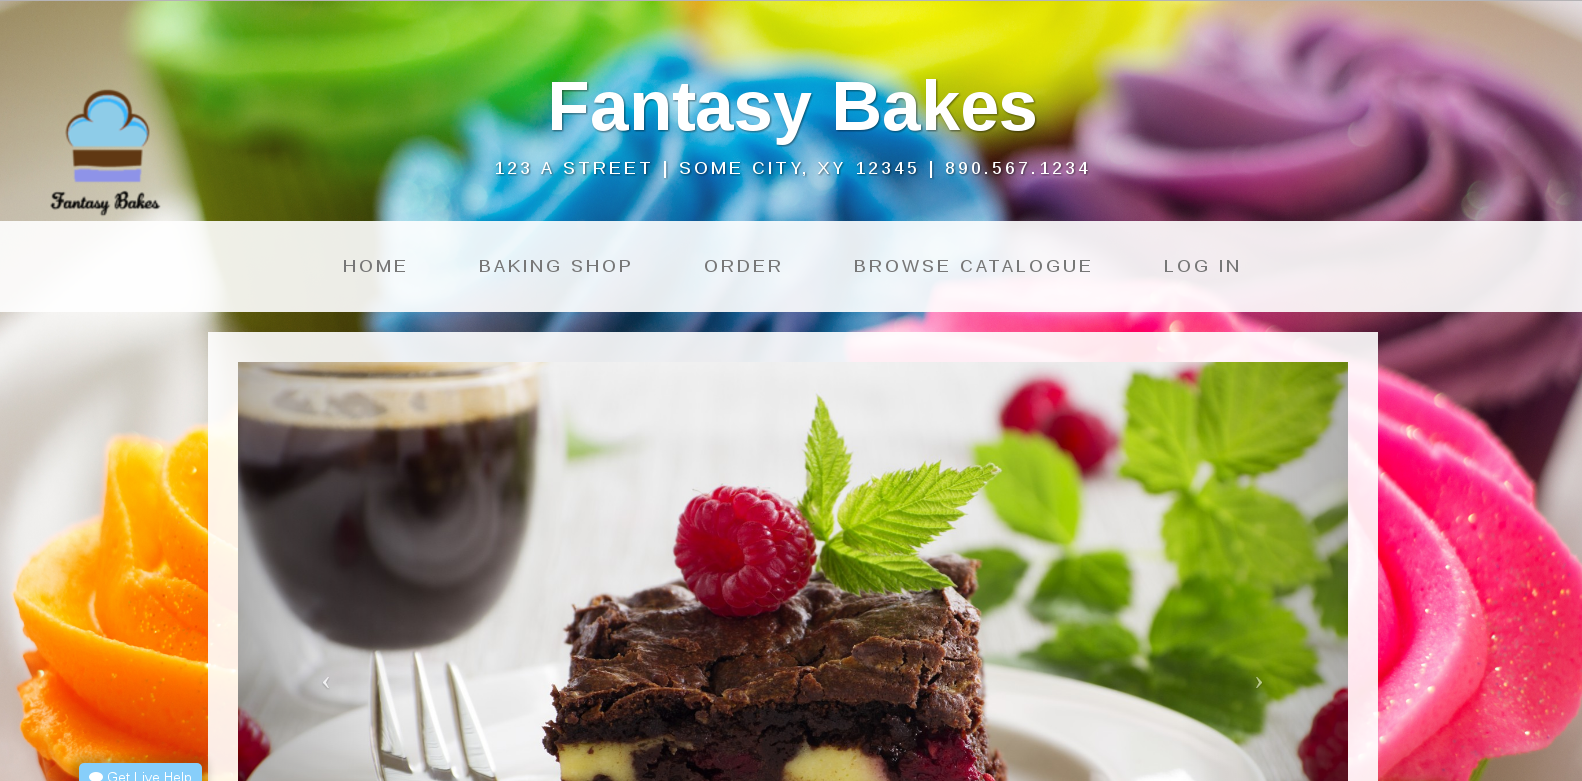 Fantasy Bakes
123 A STREET | SOME CITY, XY 12345 | 890.567.1234
Fantasy Bakes
HOME BAKING SHOP ORDER BROWSE CATALOGUE LOG IN
Get Live Help